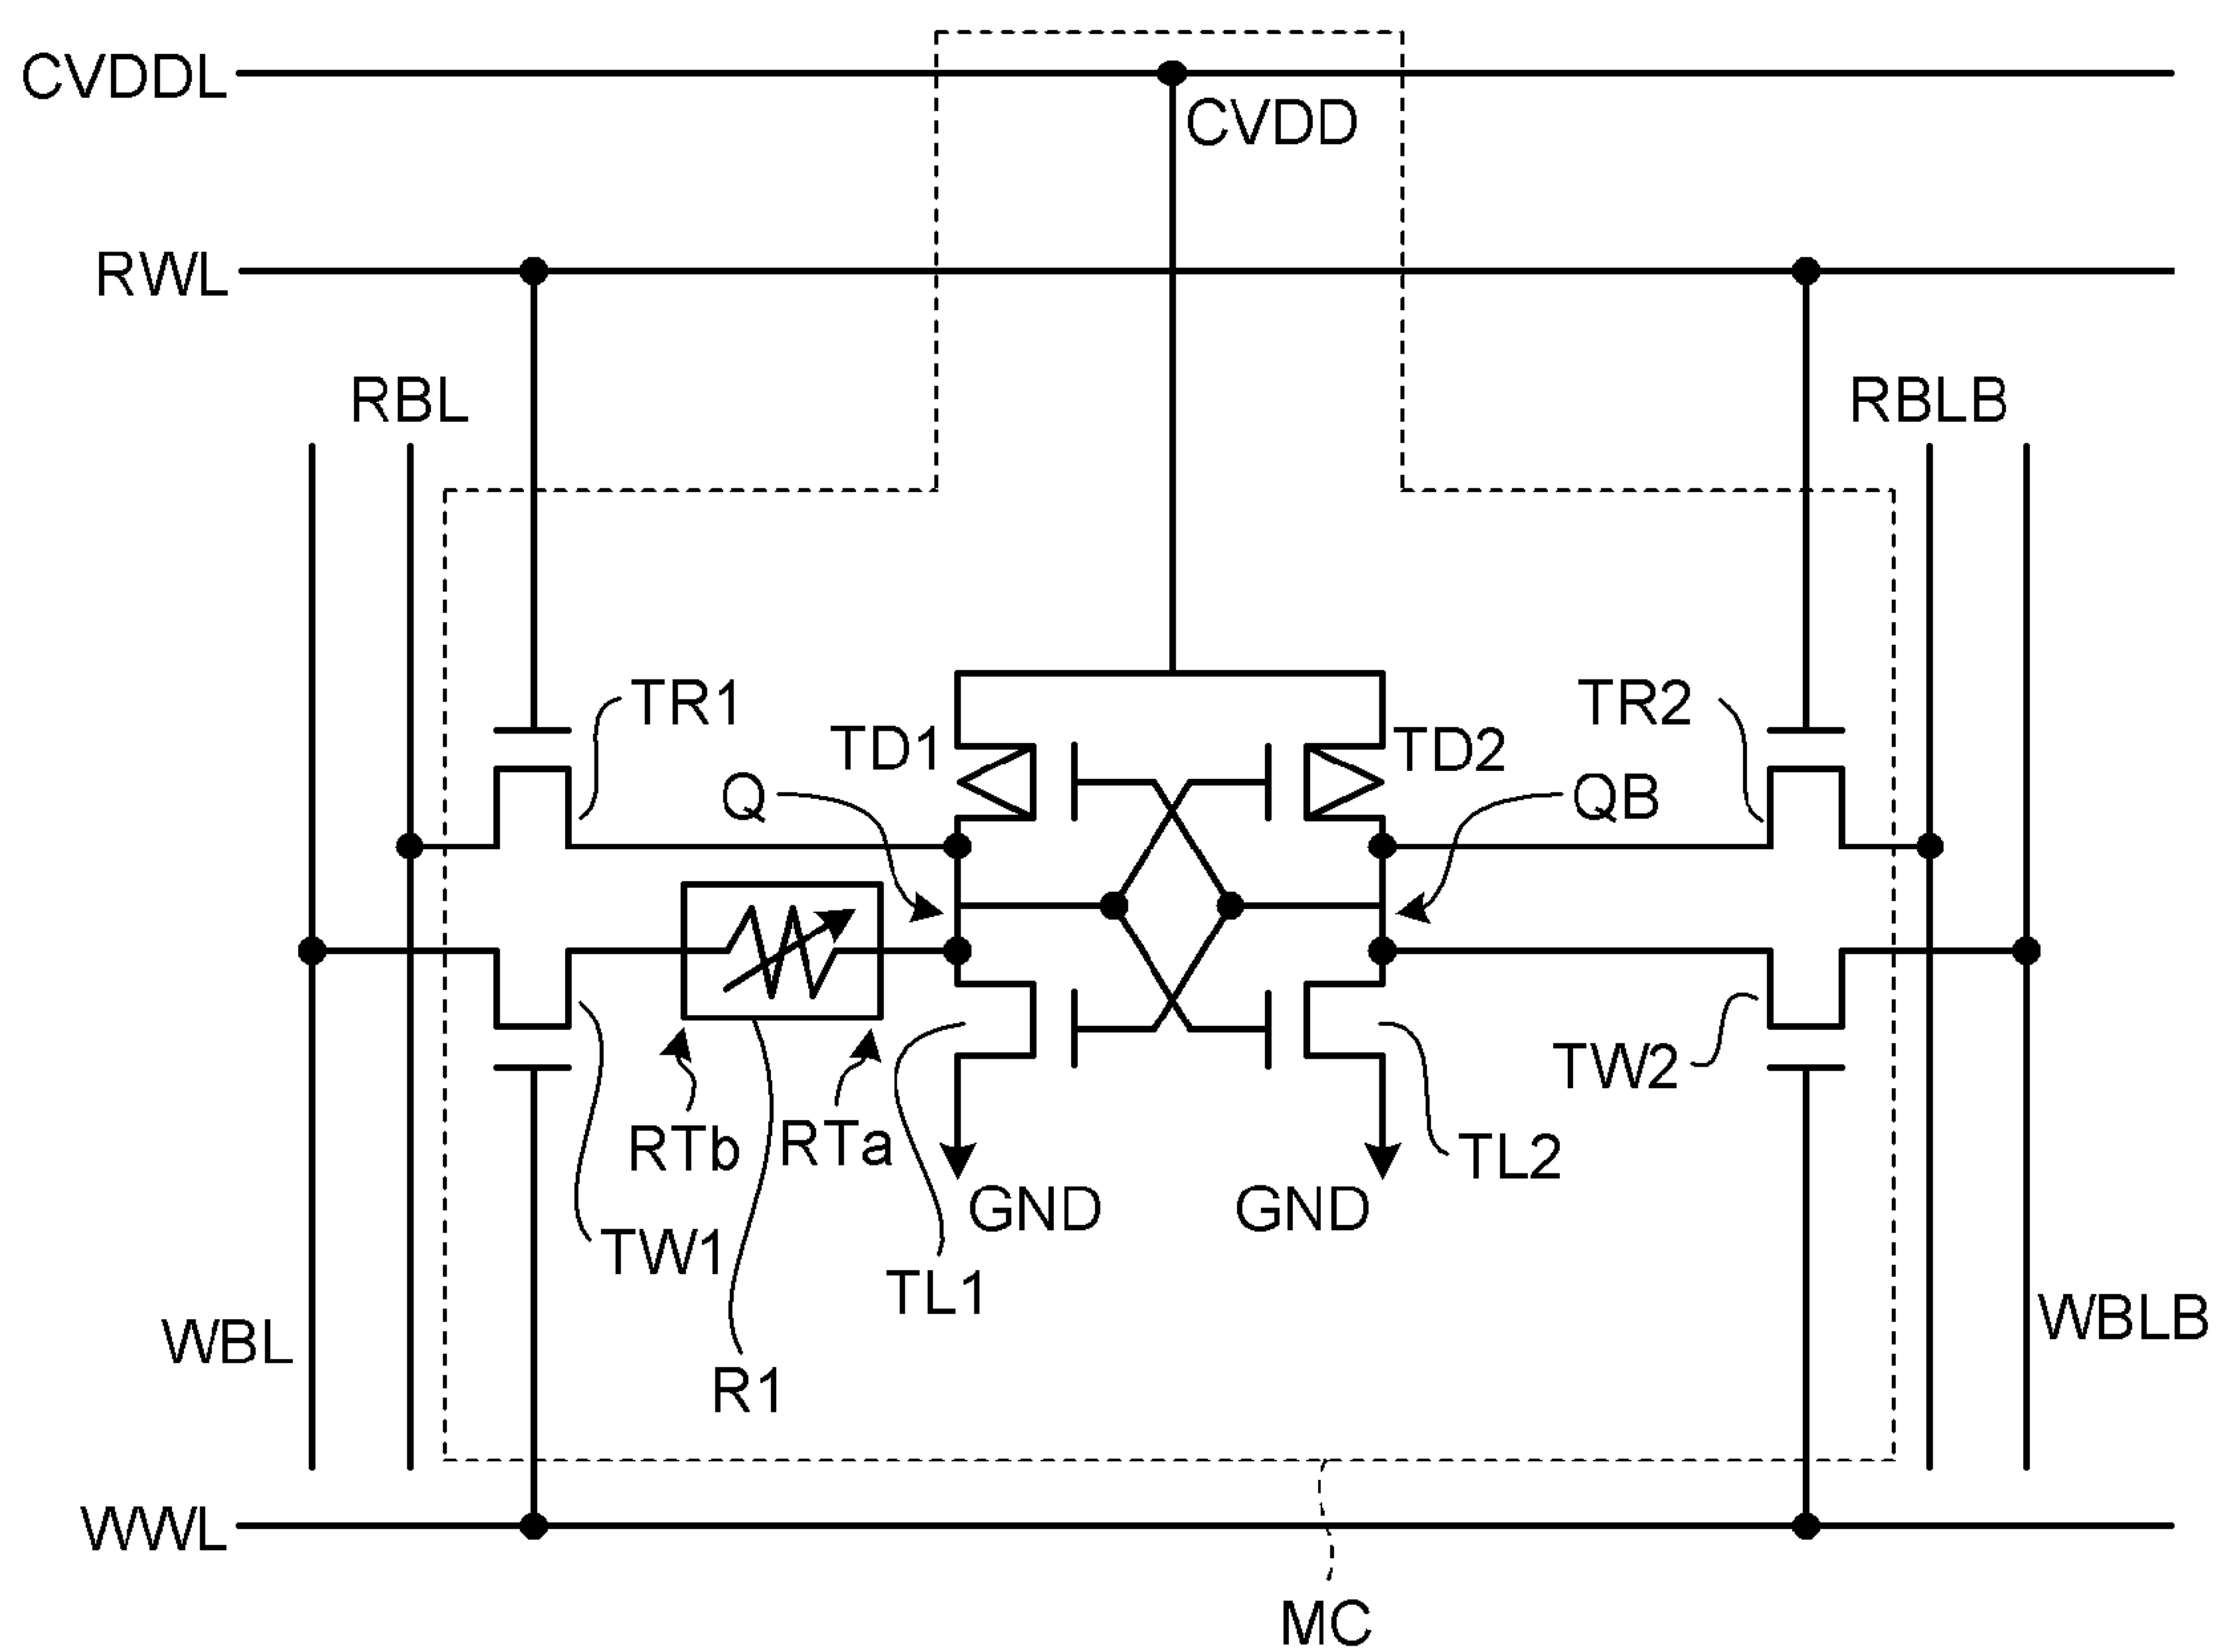 CVDDL
CVDD
RWL
RBL
RBLB
TR1
TR2
TD1
TD2
Q
QB
TW2
RTb
RTa
TL2
GND
GND
TW1
TL1
WBL
WBLB
R1
WWL
MC